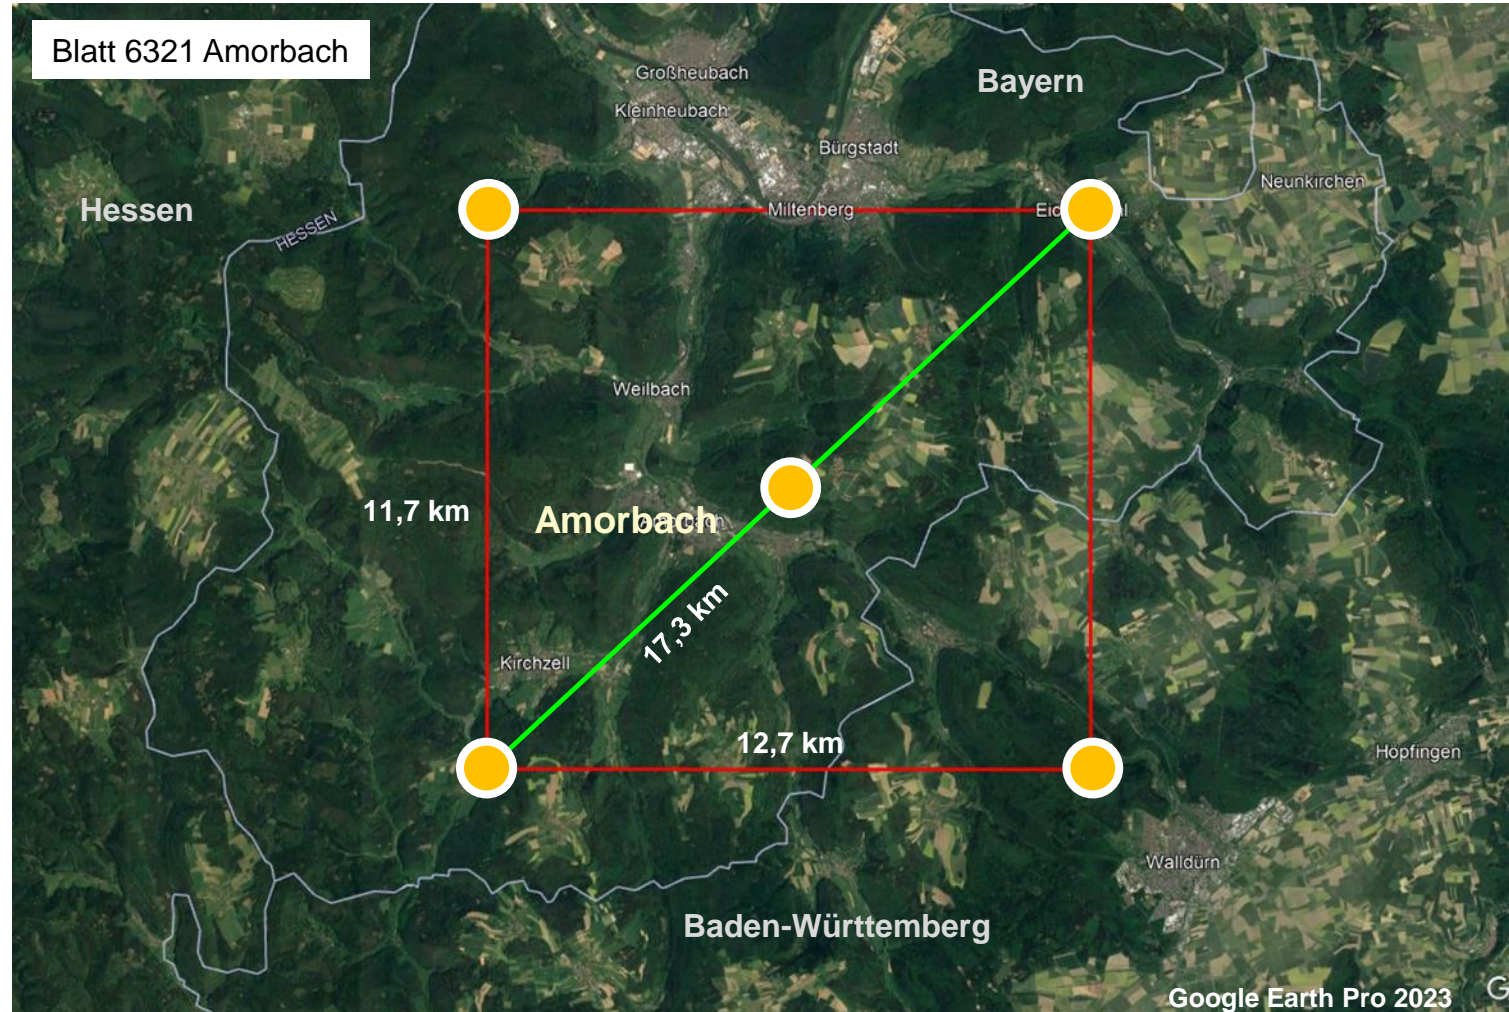 Blatt 6321 Amorbach
Großheubach
Bayern
Kleinheubach
Bürgstadt
Neunkirchen
Hessen
HESSEN
Miltenberg
Weilbach
11,7 km
Amorbach
17,3 km
Kirchzell
12,7 km
Höpfingen
Walldürn
Baden-Württemberg
Google Earth Pro 2023
G